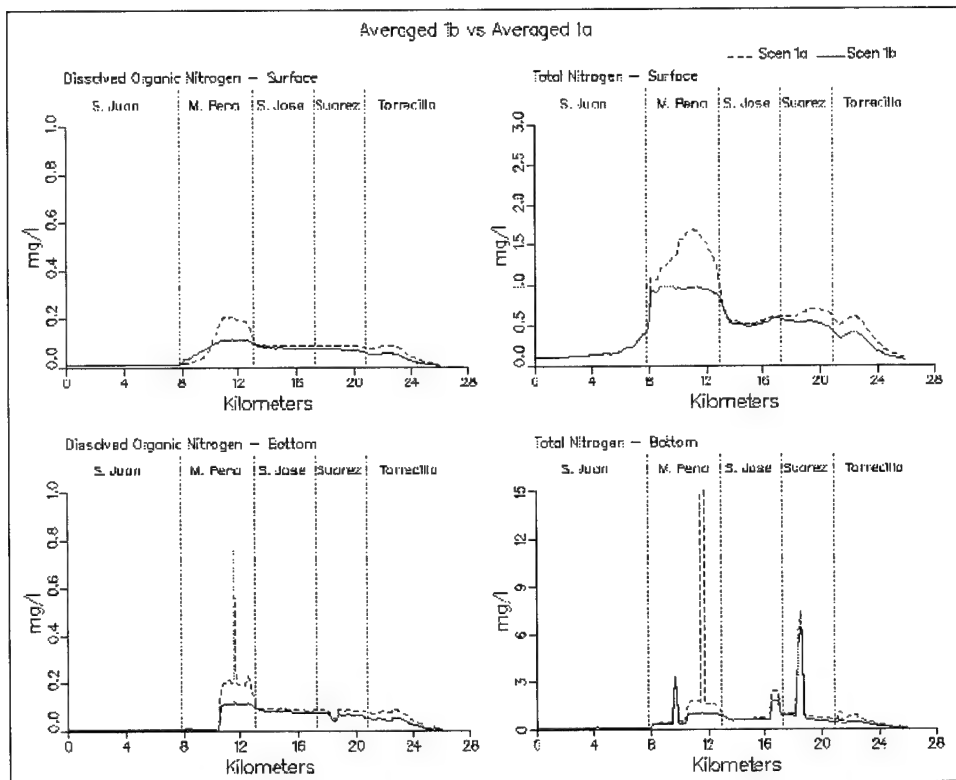 Averaged 1b vs Averaged 1a
Scen 1a Scen 1b
Dissolved Organic Nitrogen – Surface
S. Juan M. Pena S. Jose Suarez Torrecilla
1.0
0.8
0.6
0.4
0.2
0.0
mg/l
0 4 8 12 16 20 24 28
Kilometers
Total Nitrogen – Surface
S. Juan M. Pena S. Jose Suarez Torrecilla
3.0
2.5
2.0
1.5
1.0
0.5
0.0
mg/l
0 4 8 12 16 20 24 28
Kilometers
Dissolved Organic Nitrogen – Bottom
S. Juan M. Pena S. Jose Suarez Torrecilla
1.0
0.8
0.6
0.4
0.2
0.0
mg/l
0 4 8 12 16 20 24 28
Kilometers
Total Nitrogen – Bottom
S. Juan M. Pena S. Jose Suarez Torrecilla
15
12
9
6
3
0
mg/l
0 4 8 12 16 20 24 28
Kilometers